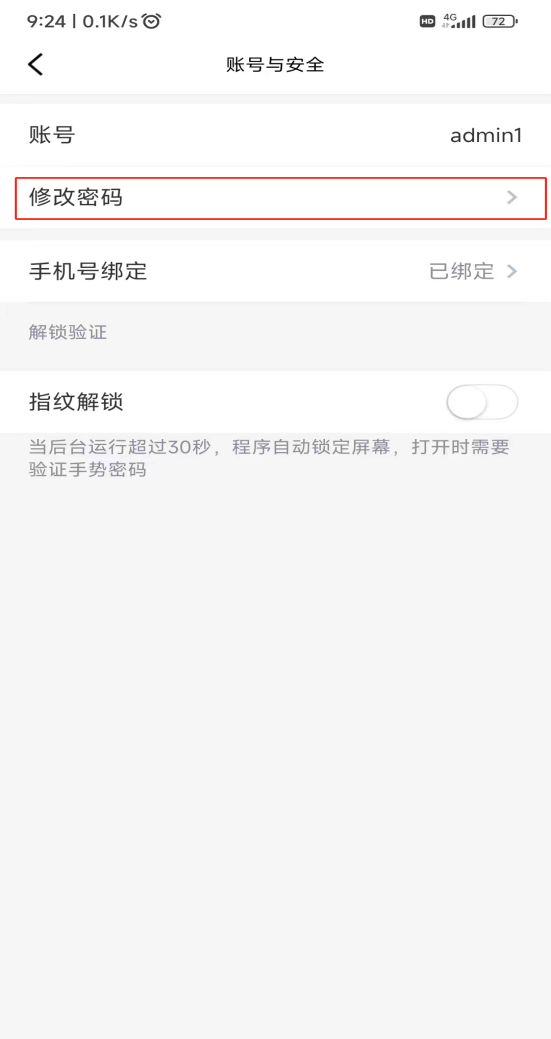 9:24 | 0.1K/s
HD 4G 72
账号与安全
账号 admin1
修改密码
手机号绑定 已绑定
解锁验证
指纹解锁
当后台运行超过30秒，程序自动锁定屏幕，打开时需要
验证手势密码